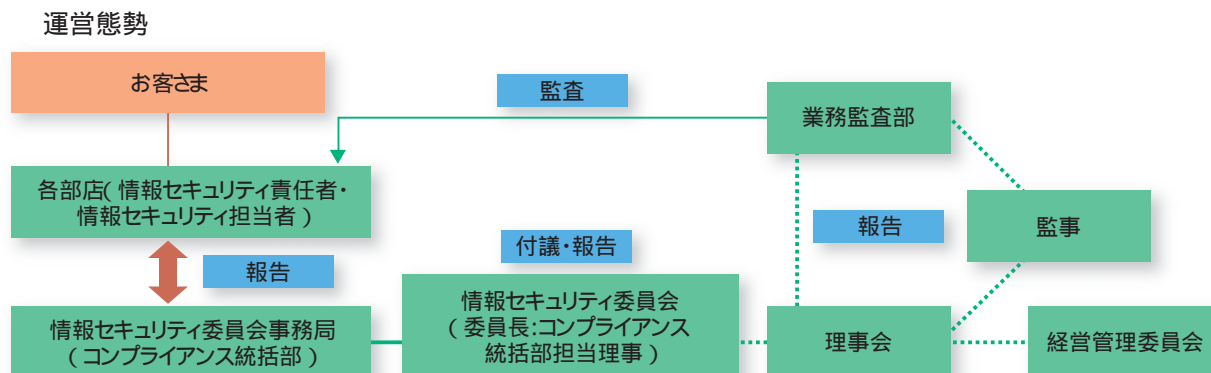 運営態勢
お客さま
監査
業務監査部
各部店(情報セキュリティ責任者・
情報セキュリティ担当者)
報告
監事
報告
付議・報告
情報セキュリティ委員会事務局
(コンプライアンス統括部)
情報セキュリティ委員会
(委員長:コンプライアンス
統括部担当理事)
理事会
経営管理委員会